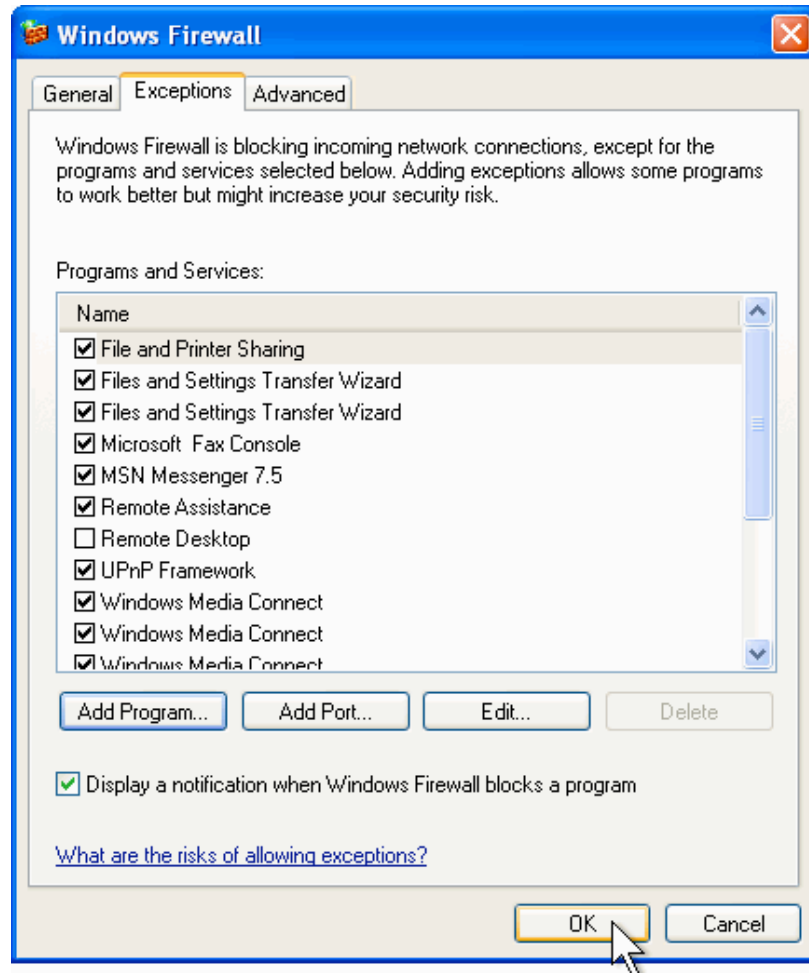 Windows Firewall
General Exceptions Advanced
Windows Firewall is blocking incoming network connections, except for the
programs and services selected below. Adding exceptions allows some programs
to work better but might increase your security risk.
Programs and Services:
Name
File and Printer Sharing
Files and Settings Transfer Wizard
Files and Settings Transfer Wizard
Microsoft Fax Console
MSN Messenger 7.5
Remote Assistance
Remote Desktop
UPnP Framework
Windows Media Connect
Windows Media Connect
Windows Media Connect
Add Program... Add Port... Edit... Delete
Display a notification when Windows Firewall blocks a program
What are the risks of allowing exceptions?
OK Cancel